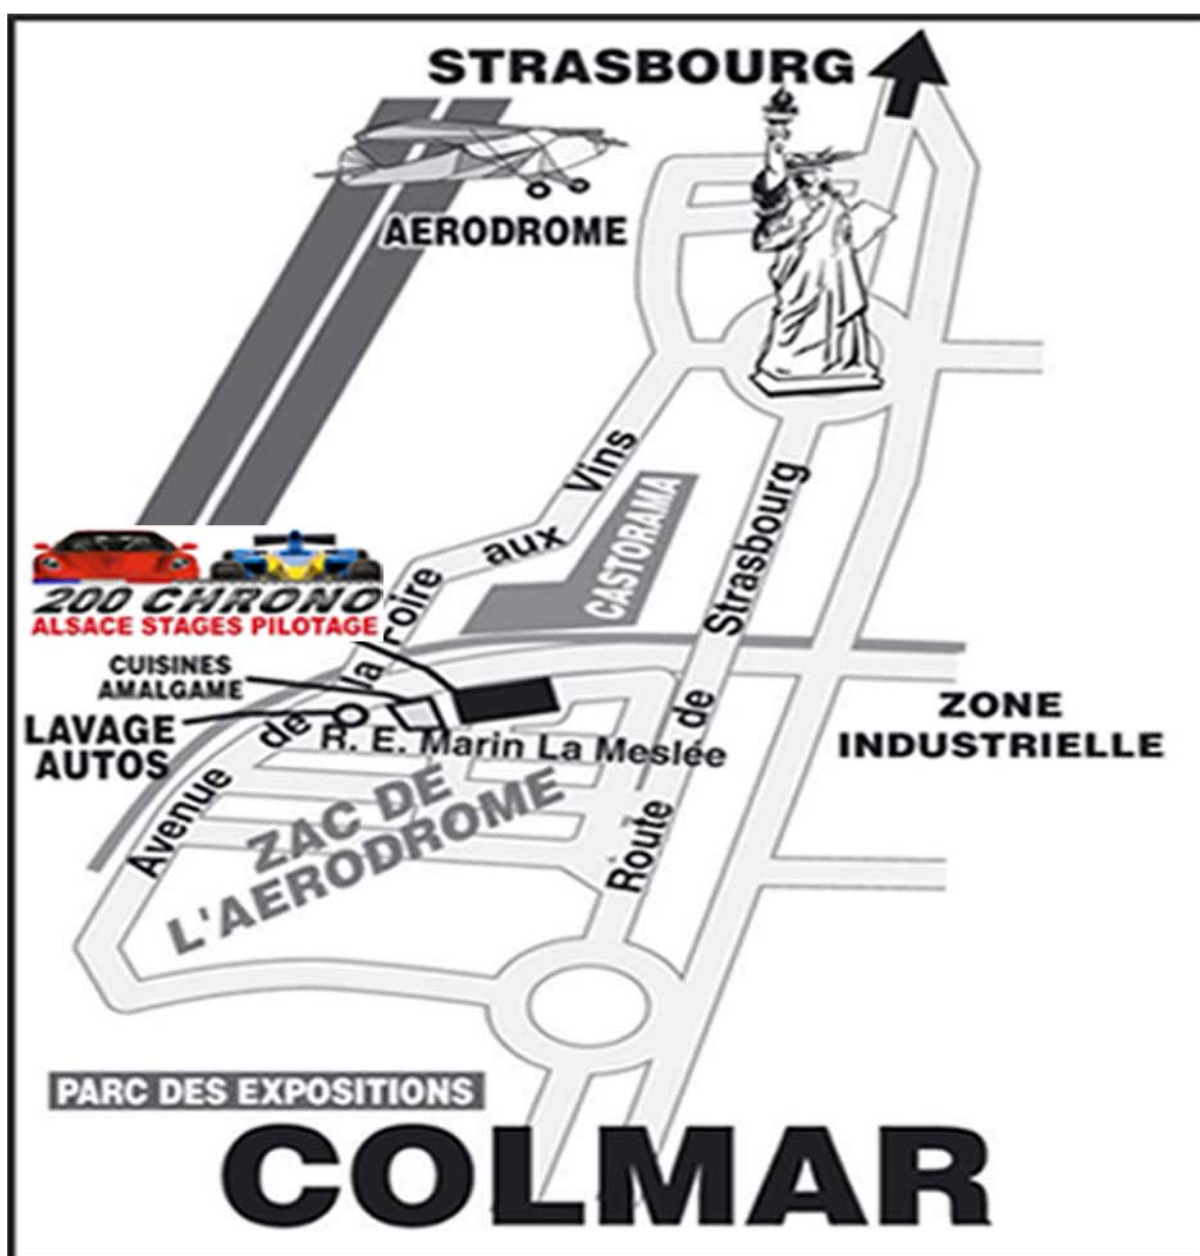 STRASBOURG
AERODROME
Avenue de la Foire aux Vins
CASTORAMA
Route de Strasbourg
200 CHRONO
ALSACE STAGES PILOTAGE
CUISINES
AMALGAME
LAVAGE
AUTOS
R. E. Marin La Meslée
ZONE
INDUSTRIELLE
ZAC DE
L'AERODROME
PARC DES EXPOSITIONS
COLMAR